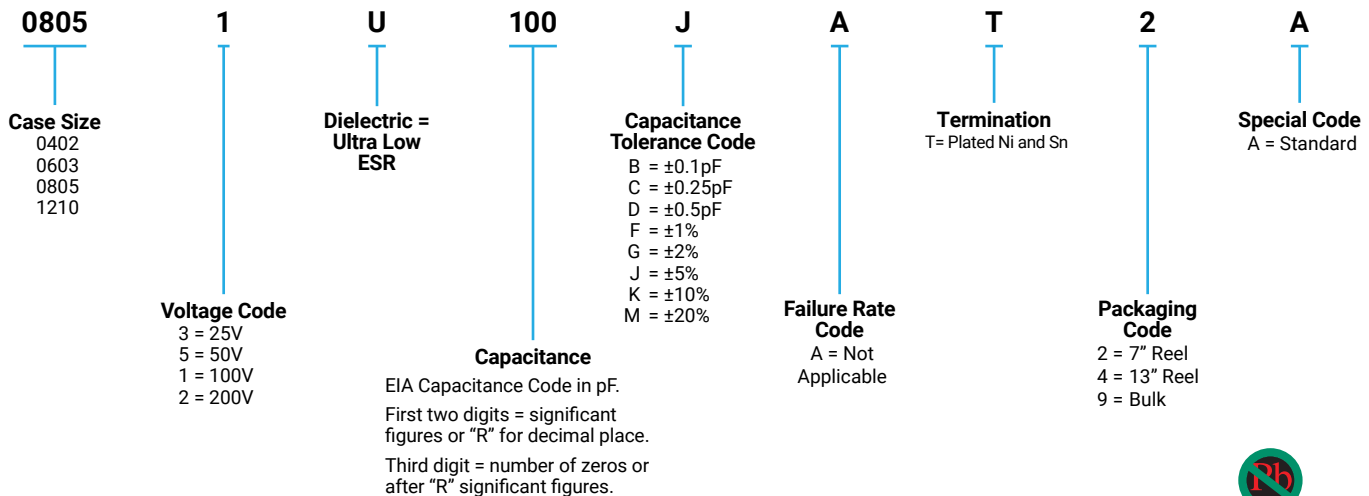 0805 1 U 100 J A T 2 A
Case Size
0402
0603
0805
1210
Voltage Code
3 = 25V
5 = 50V
1 = 100V
2 = 200V
Dielectric =
Ultra Low
ESR
Capacitance
EIA Capacitance Code in pF.
First two digits = significant
figures or “R” for decimal place.
Third digit = number of zeros or
after “R” significant figures.
Capacitance
Tolerance Code
B = ±0.1pF
C = ±0.25pF
D = ±0.5pF
F = ±1%
G = ±2%
J = ±5%
K = ±10%
M = ±20%
Failure Rate
Code
A = Not
Applicable
Termination
T= Plated Ni and Sn
Packaging
Code
2 = 7” Reel
4 = 13” Reel
9 = Bulk
Special Code
A = Standard
Pb